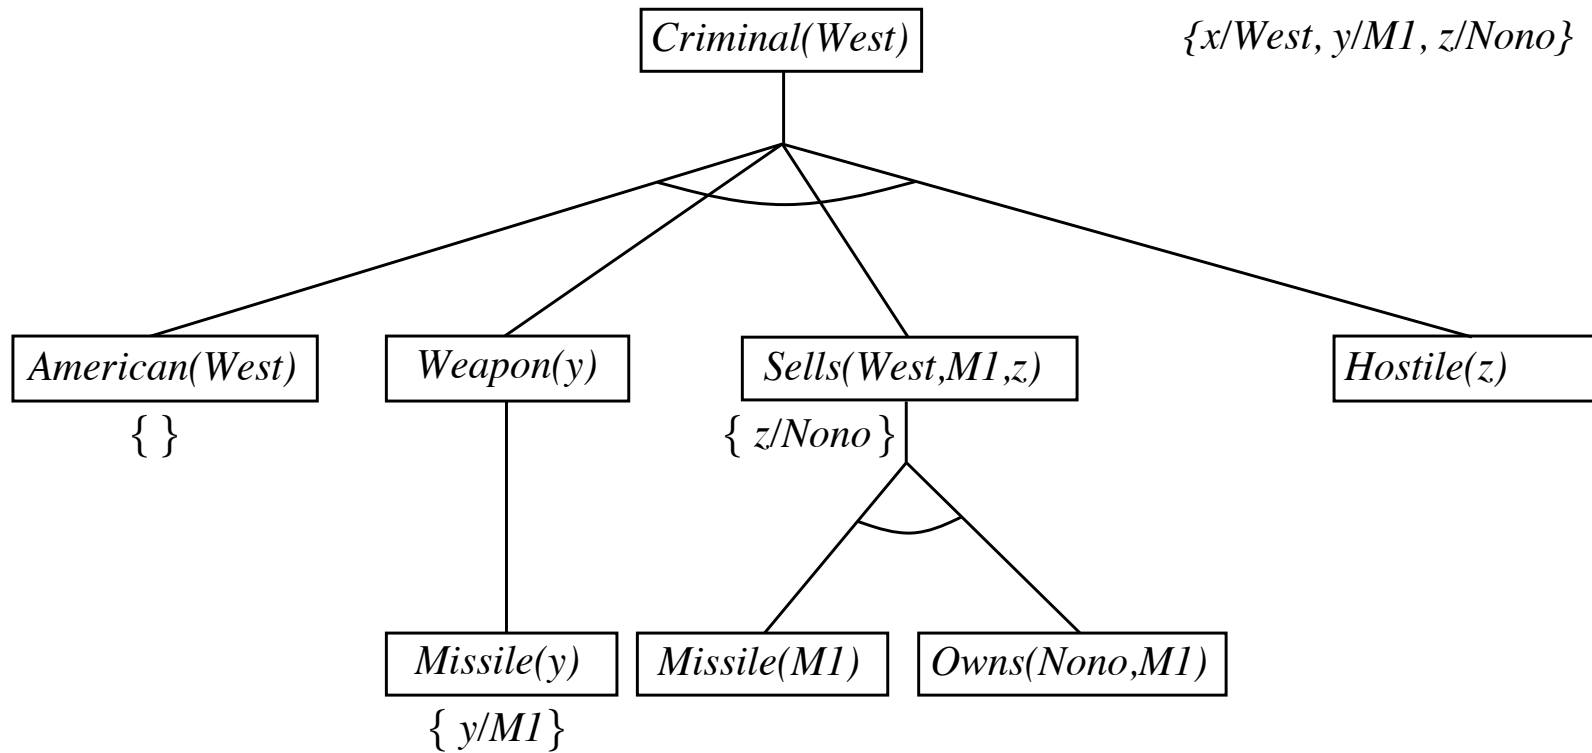 Criminal(West)
{x/West, y/M1, z/Nono}
American(West)
Weapon(y)
Sells(West,M1,z)
Hostile(z)
{ }
{ z/Nono }
Missile(y)
Missile(M1)
Owns(Nono,M1)
{ y/M1 }